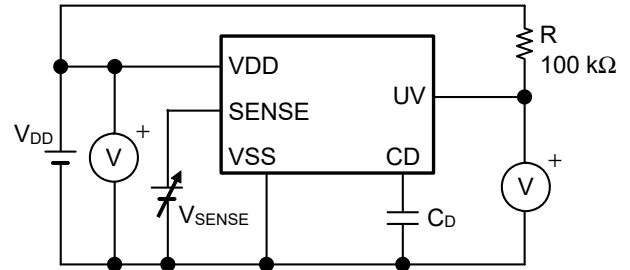 R
100 kΩ
VDD
SENSE
UV
VSS
CD
VDD
+
V
VSENSE
CD
+
V